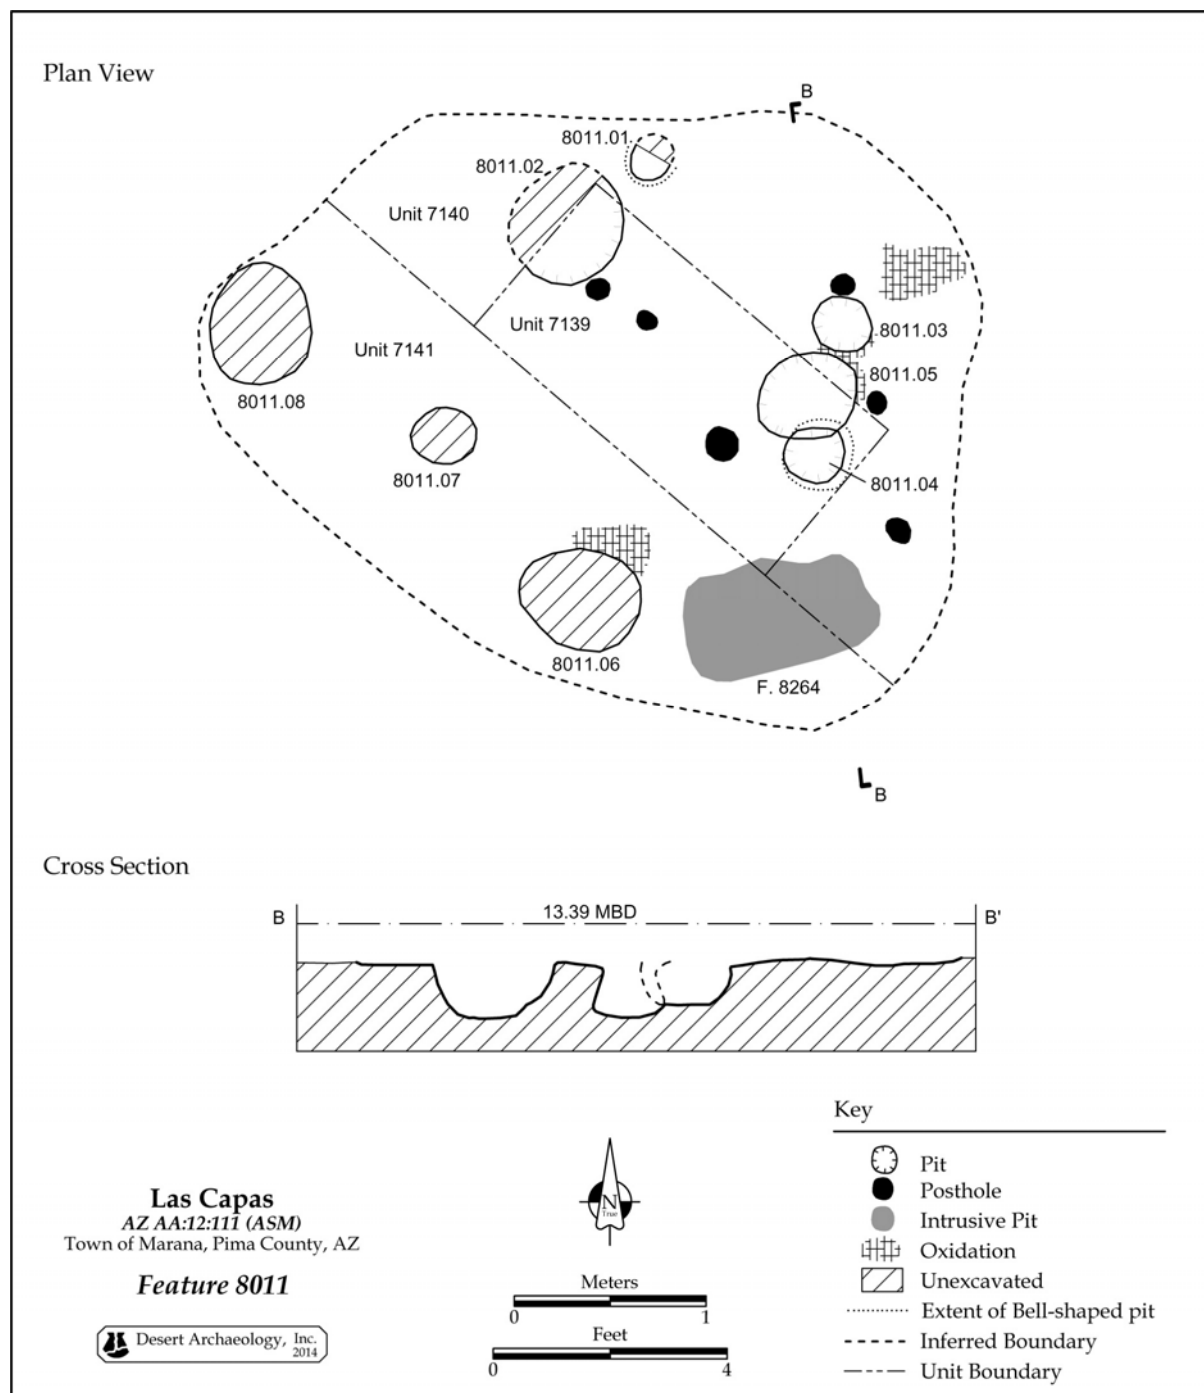 Plan View
B
8011.01
8011.02
Unit 7140
Unit 7139
8011.03
Unit 7141
8011.05
8011.08
8011.07
8011.04
8011.06
F. 8264
B
Cross Section
B
13.39 MBD
B'
Key
Pit
Posthole
Intrusive Pit
Oxidation
Unexcavated
Extent of Bell-shaped pit
Inferred Boundary
Unit Boundary
N
True
Las Capas
AZ AA:12:111 (ASM)
Town of Marana, Pima County, AZ
Feature 8011
Desert Archaeology, Inc.
2014
Meters
0 1
Feet
0 4